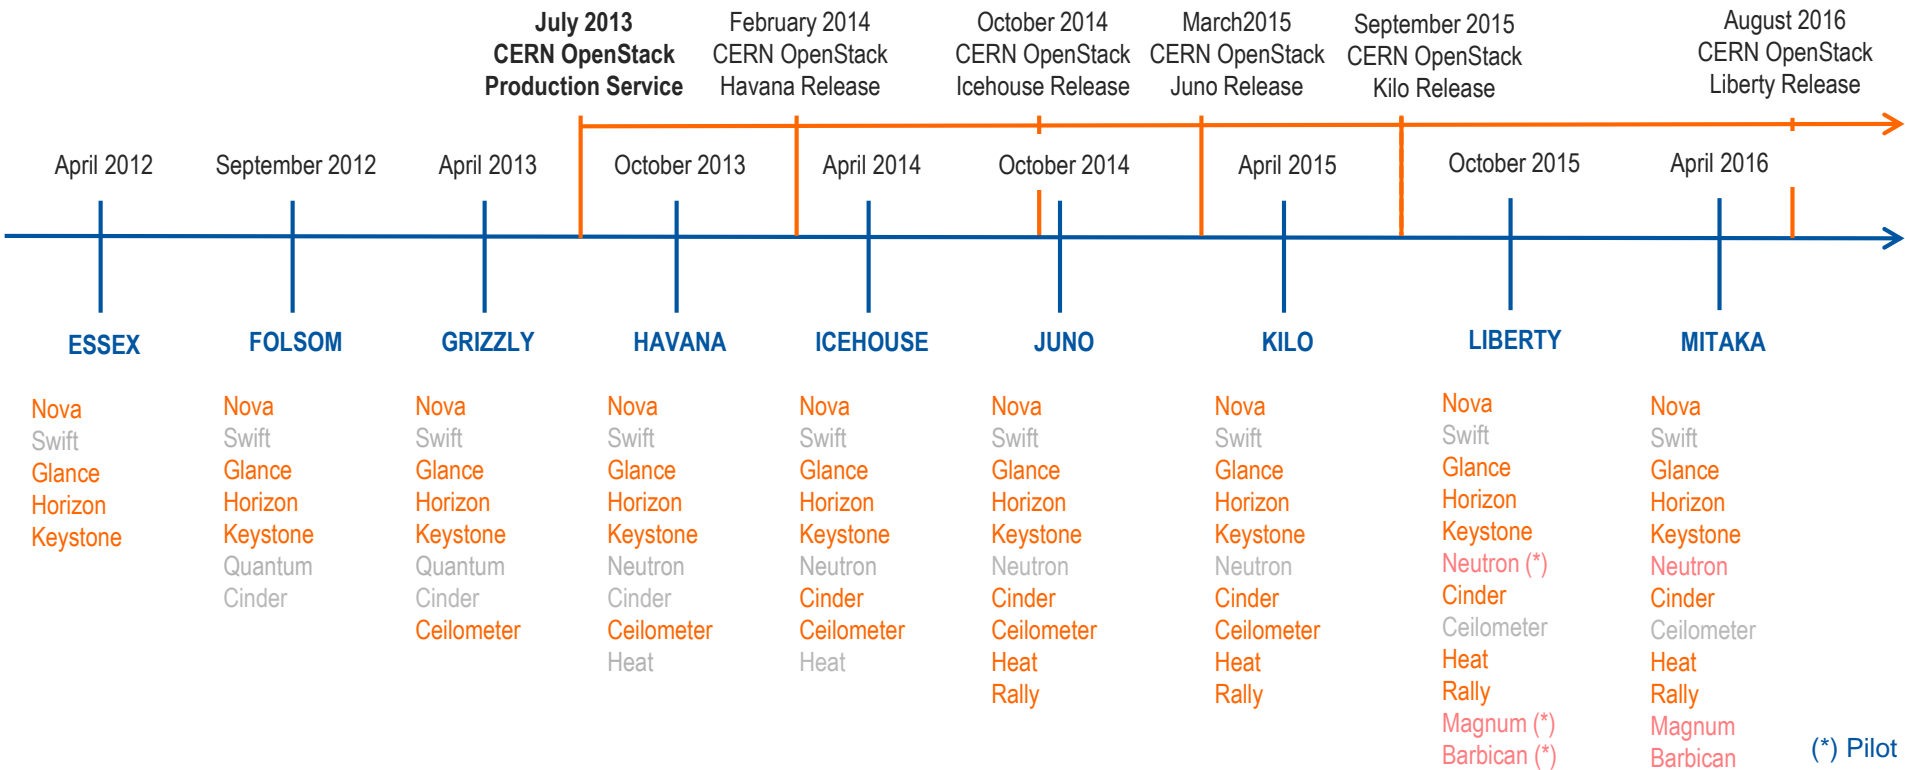 July 2013
CERN OpenStack
Production Service
February 2014
CERN OpenStack
Havana Release
October 2014
CERN OpenStack
Icehouse Release
March2015
CERN OpenStack
Juno Release
September 2015
CERN OpenStack
Kilo Release
August 2016
CERN OpenStack
Liberty Release
April 2012
September 2012
April 2013
October 2013
April 2014
October 2014
April 2015
October 2015
April 2016
ESSEX
Nova
Swift
Glance
Horizon
Keystone
FOLSOM
Nova
Swift
Glance
Horizon
Keystone
Quantum
Cinder
GRIZZLY
Nova
Swift
Glance
Horizon
Keystone
Quantum
Cinder
Ceilometer
HAVANA
Nova
Swift
Glance
Horizon
Keystone
Neutron
Cinder
Ceilometer
Heat
ICEHOUSE
Nova
Swift
Glance
Horizon
Keystone
Neutron
Cinder
Ceilometer
Heat
JUNO
Nova
Swift
Glance
Horizon
Keystone
Neutron
Cinder
Ceilometer
Heat
Rally
KILO
Nova
Swift
Glance
Horizon
Keystone
Neutron
Cinder
Ceilometer
Heat
Rally
LIBERTY
Nova
Swift
Glance
Horizon
Keystone
Neutron (*)
Cinder
Ceilometer
Heat
Rally
Magnum (*)
Barbican (*)
MITAKA
Nova
Swift
Glance
Horizon
Keystone
Neutron
Cinder
Ceilometer
Heat
Rally
Magnum
Barbican
(*) Pilot